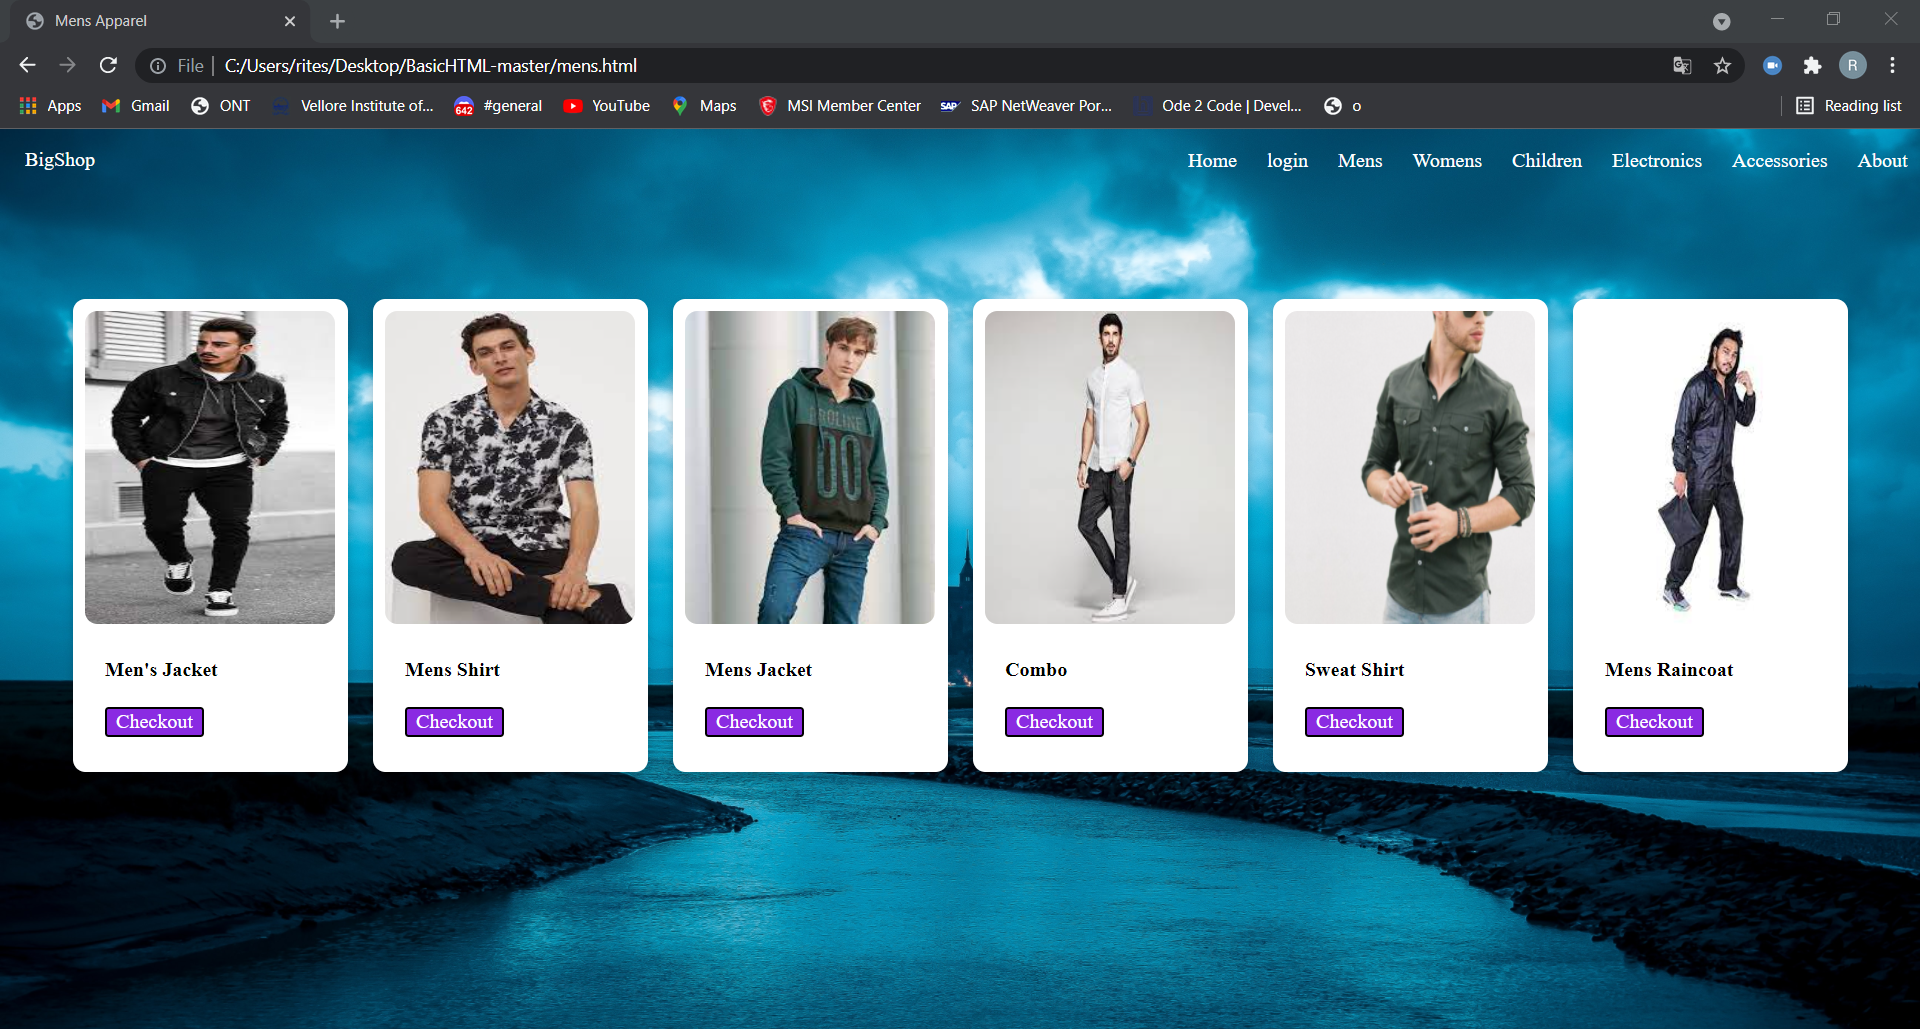 Mens Apparel
File C:/Users/rites/Desktop/BasicHTML-master/mens.html R
Apps Gmail ONT Vellore Institute of... 642 #general YouTube Maps MSI Member Center SAP SAP NetWeaver Por... Ode 2 Code | Devel... o Reading list
BigShop Home login Mens Womens Children Electronics Accessories About
PROLINE
00
Men's Jacket Mens Shirt Mens Jacket Combo Sweat Shirt Mens Raincoat
Checkout Checkout Checkout Checkout Checkout Checkout